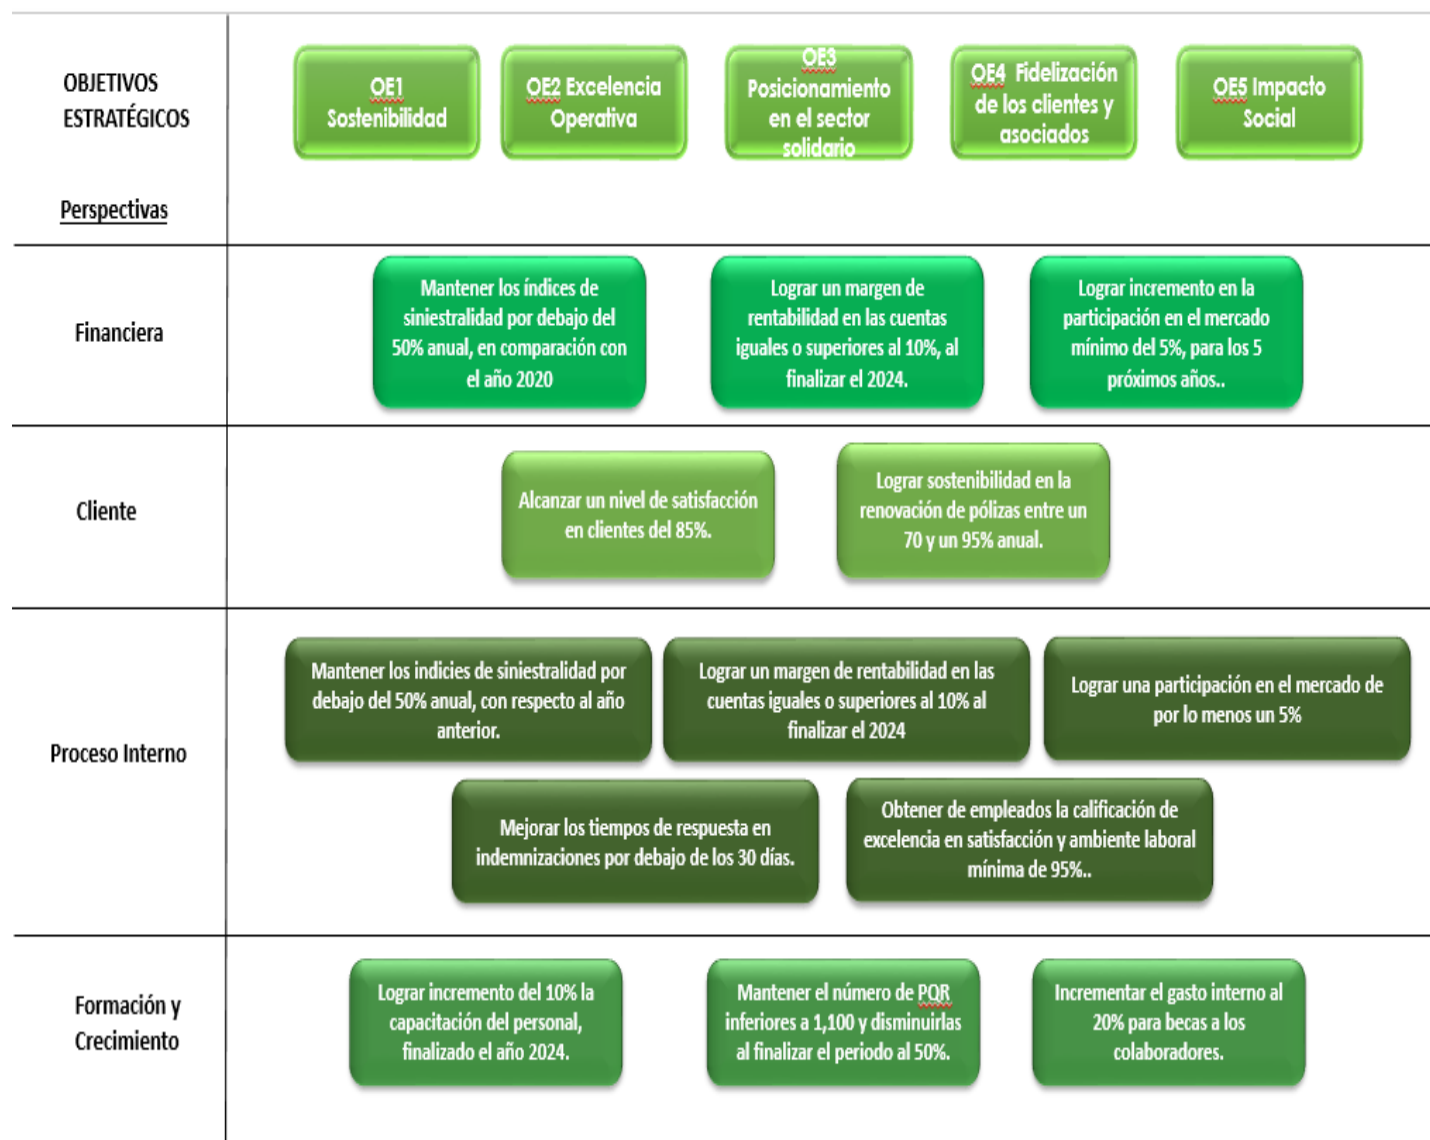 OBJETIVOS
ESTRATÉGICOS
OE1
Sostenibilidad
OE2 Excelencia
Operativa
OE3
Posicionamiento
en el sector
solidario
OE4 Fidelización
de los clientes y
asociados
OE5 Impacto
Social
Perspectivas
Financiera
Mantener los índices de
siniestralidad por debajo del
50% anual, en comparación con
el año 2020
Lograr un margen de
rentabilidad en las cuentas
iguales o superiores al 10%, al
finalizar el 2024.
Lograr incremento en la
participación en el mercado
mínimo del 5%, para los 5
próximos años..
Cliente
Alcanzar un nivel de satisfacción
en clientes del 85%.
Lograr sostenibilidad en la
renovación de pólizas entre un
70 y un 95% anual.
Proceso Interno
Mantener los indicies de siniestralidad por
debajo del 50% anual, con respecto al año
anterior.
Lograr un margen de rentabilidad en las
cuentas iguales o superiores al 10% al
finalizar el 2024
Lograr una participación en el mercado de
por lo menos un 5%
Mejorar los tiempos de respuesta en
indemnizaciones por debajo de los 30 días.
Obtener de empleados la calificación de
excelencia en satisfacción y ambiente laboral
mínima de 95%..
Formación y
Crecimiento
Lograr incremento del 10% la
capacitación del personal,
finalizado el año 2024.
Mantener el número de PQR
inferiores a 1,100 y disminuirlas
al finalizar el periodo al 50%.
Incrementar el gasto interno al
20% para becas a los
colaboradores.